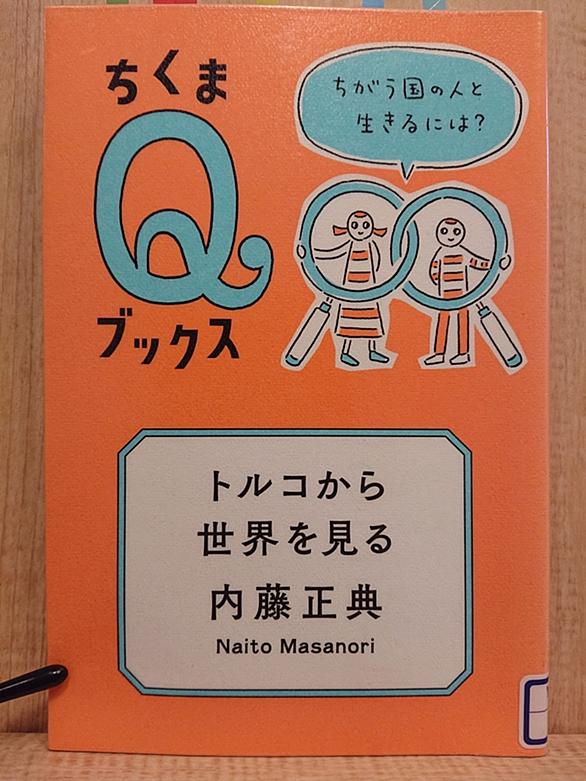 ちくま
Q
ブックス
ちがう国の人と
生きるには?
トルコから
世界を見る
内藤正典
Naito Masanori